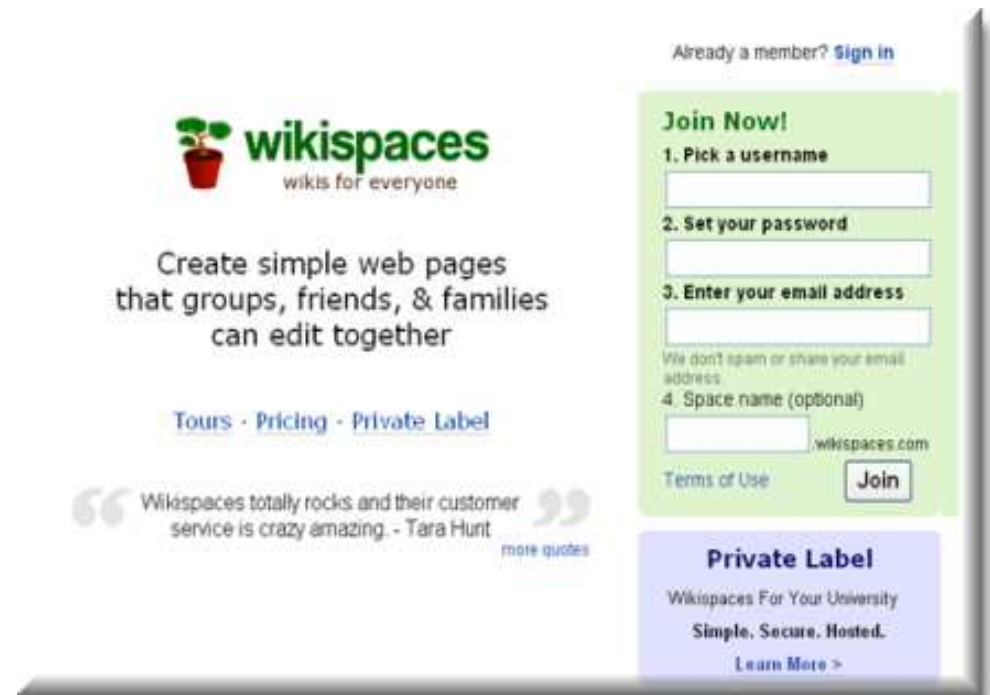 Already a member? Sign in
wikispaces
wikis for everyone
Create simple web pages
that groups, friends, & families
can edit together
Tours · Pricing · Private Label
“ Wikispaces totally rocks and their customer ”
service is crazy amazing. - Tara Hunt
more quotes
Join Now!
1. Pick a username
2. Set your password
3. Enter your email address
We don't spam or share your email
address.
4. Space name (optional)
.wikispaces.com
Terms of Use
Join
Private Label
Wikispaces For Your University
Simple. Secure. Hosted.
Learn More >